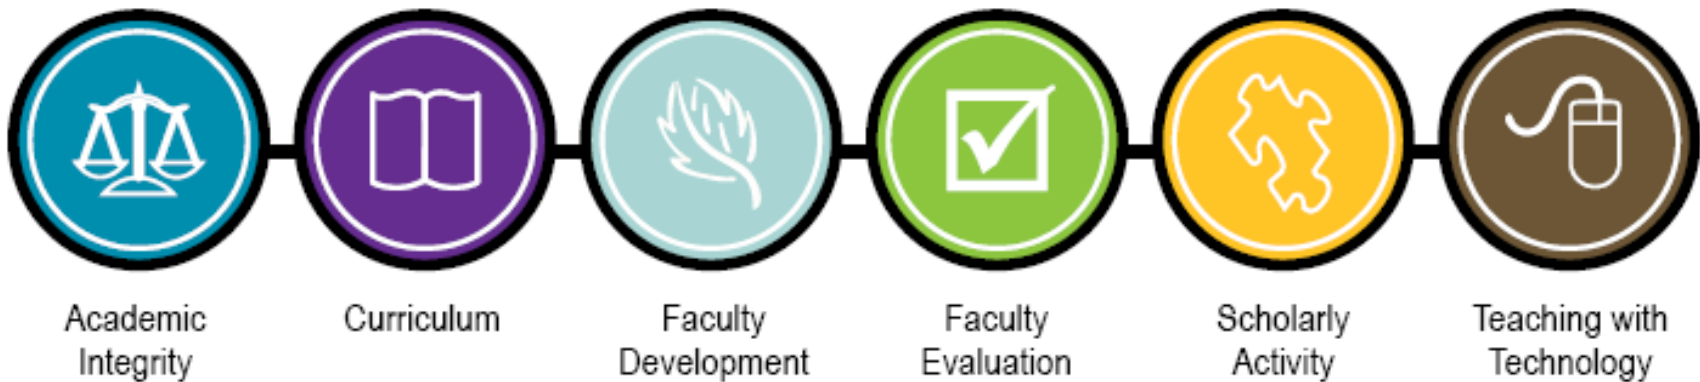 Academic
Integrity
Curriculum
Faculty
Development
Faculty
Evaluation
Scholarly
Activity
Teaching with
Technology